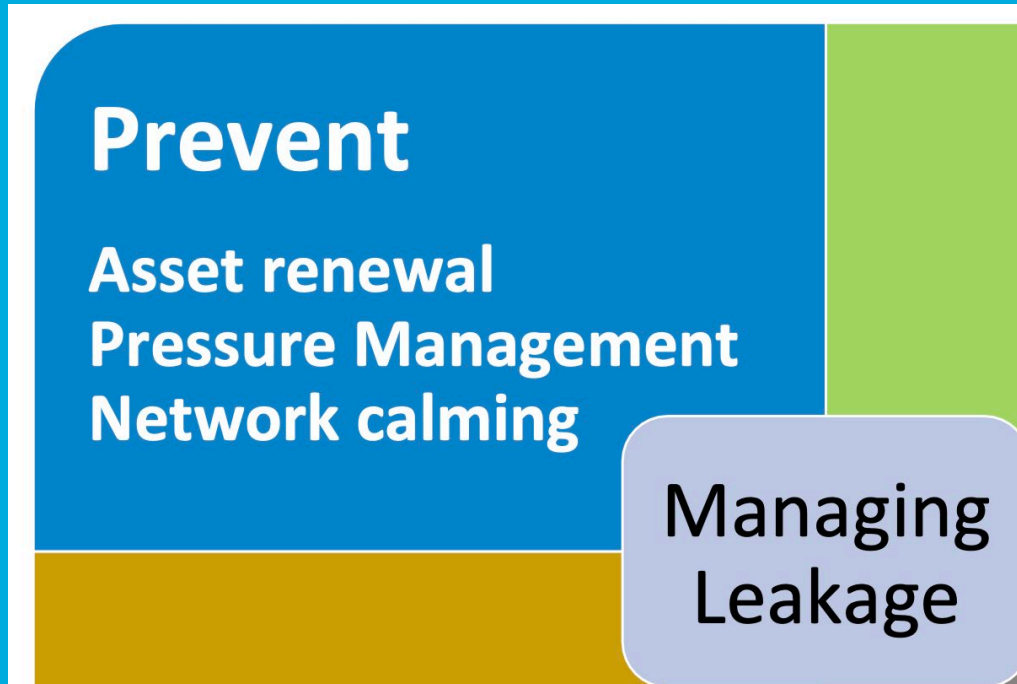 Prevent
Asset renewal
Pressure Management
Network calming
Managing
Leakage